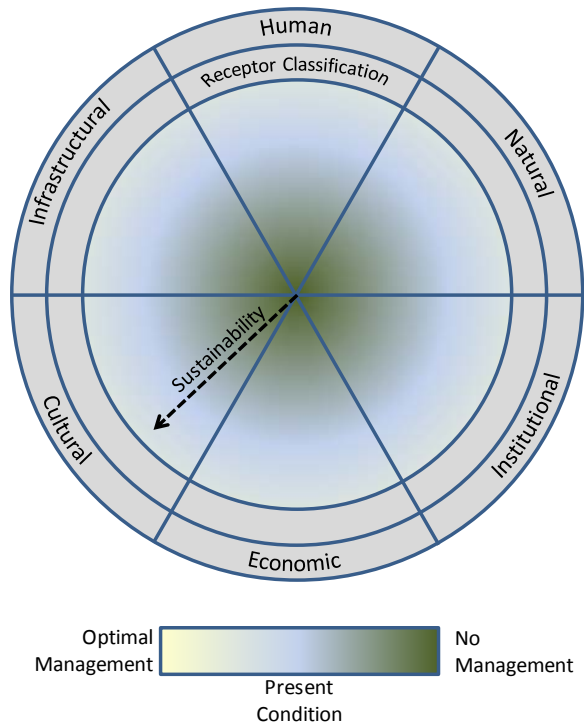 Human
Receptor Classification
Infrastructural
Natural
Sustainability
Cultural
Institutional
Economic
Optimal
Management
No
Management
Present
Condition